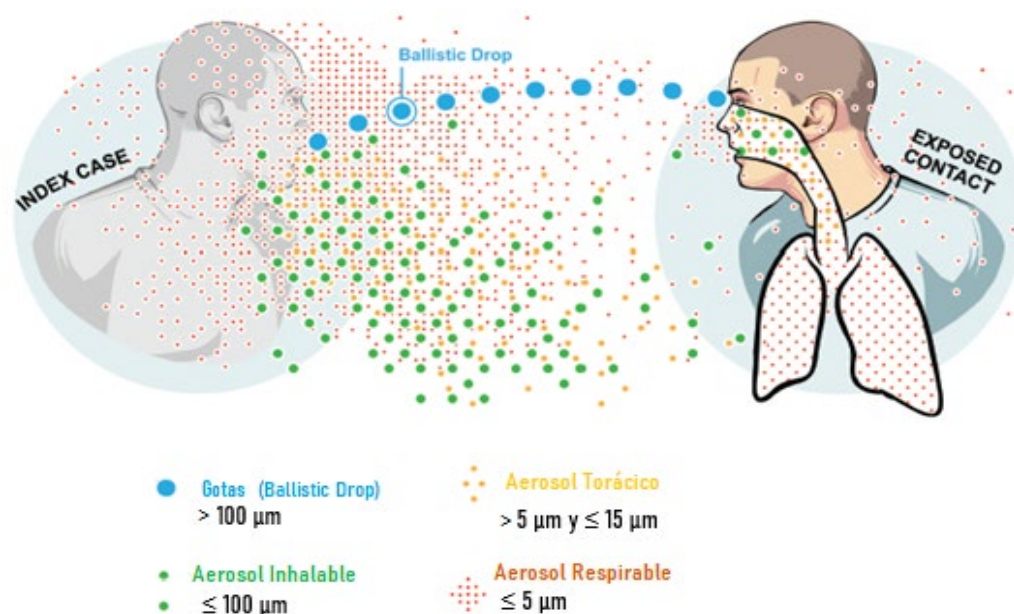 Ballistic Drop
INDEX CASE
EXPOSED
CONTACT
Gotas (Ballistic Drop)
> 100 µm
Aerosol Torácico
> 5 µm y ≤ 15 µm
Aerosol Inhalable
≤ 100 µm
Aerosol Respirable
≤ 5 µm